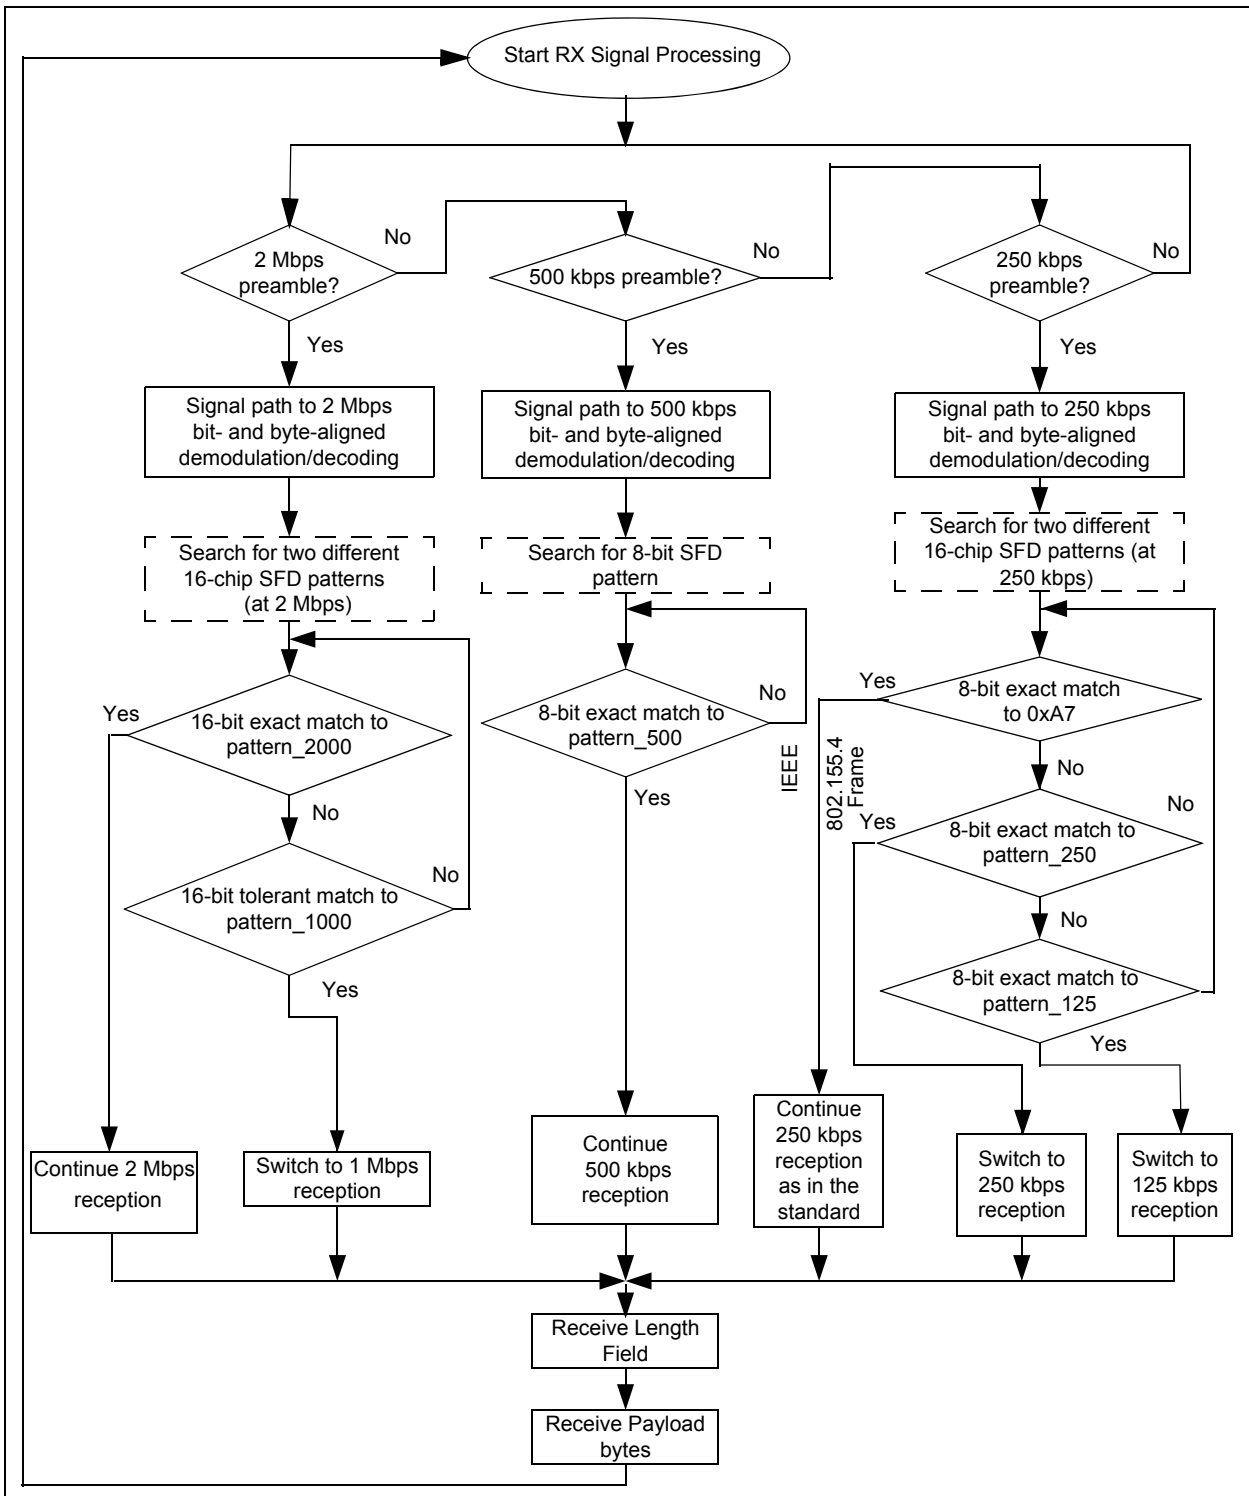 Start RX Signal Processing
No
2 Mbps
preamble?
No
500 kbps preamble?
No
250 kbps
preamble?
Yes
Yes
Yes
Signal path to 2 Mbps
bit- and byte-aligned
demodulation/decoding
Signal path to 500 kbps
bit- and byte-aligned
demodulation/decoding
Signal path to 250 kbps
bit- and byte-aligned
demodulation/decoding
Search for two different
16-chip SFD patterns
(at 2 Mbps)
Search for 8-bit SFD
pattern
Search for two different
16-chip SFD patterns (at
250 kbps)
Yes
16-bit exact match to
pattern_2000
No
16-bit tolerant match to
pattern_1000
No
Yes
8-bit exact match to
pattern_500
No
Yes
IEEE
802.155.4
Frame
Yes
8-bit exact match
to 0xA7
No
Yes
8-bit exact match to
pattern_250
No
No
8-bit exact match to
pattern_125
Yes
Continue 2 Mbps
reception
Switch to 1 Mbps
reception
Continue
500 kbps
reception
Continue
250 kbps
reception
as in the
standard
Switch to
250 kbps
reception
Switch to
125 kbps
reception
Receive Length
Field
Receive Payload
bytes